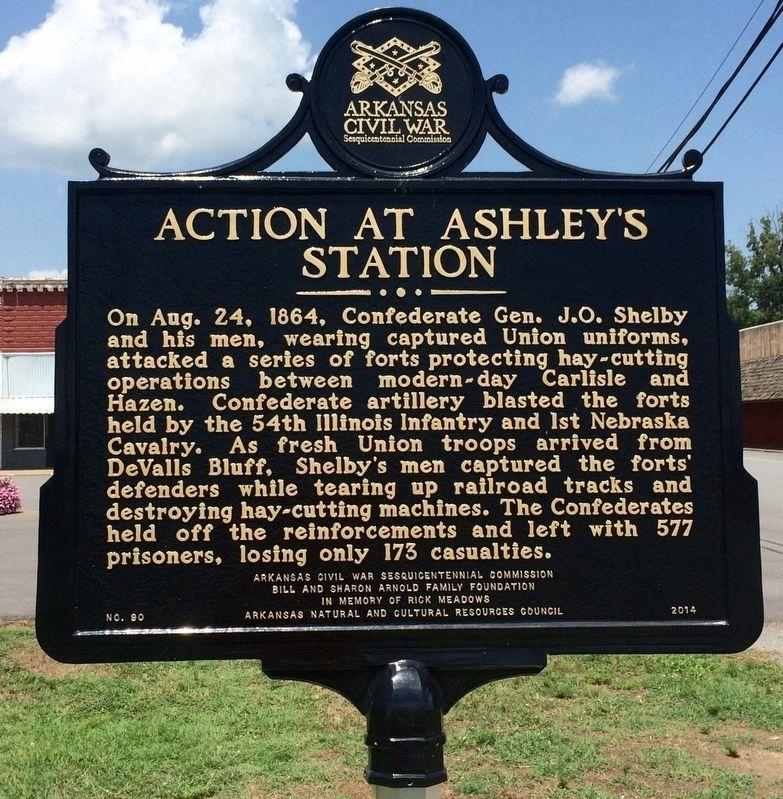 ARKANSAS
CIVIL WAR
Sesquicentennial Commission
ACTION AT ASHLEY'S
STATION
On Aug. 24, 1864, Confederate Gen. J.O. Shelby
and his men, wearing captured Union uniforms,
attacked a series of forts protecting hay-cutting
operations between modern-day Carlisle and
Hazen. Confederate artillery blasted the forts
held by the 54th Illinois Infantry and 1st Nebraska
Cavalry. As fresh Union troops arrived from
DeValls Bluff, Shelby's men captured the forts'
defenders while tearing up railroad tracks and
destroying hay-cutting machines. The Confederates
held off the reinforcements and left with 577
prisoners, losing only 173 casualties.
ARKANSAS CIVIL WAR SESQUICENTENNIAL COMMISSION
BILL AND SHARON ARNOLD FAMILY FOUNDATION
IN MEMORY OF RICK MEADOWS
NO. 90 ARKANSAS NATURAL AND CULTURAL RESOURCES COUNCIL 2014